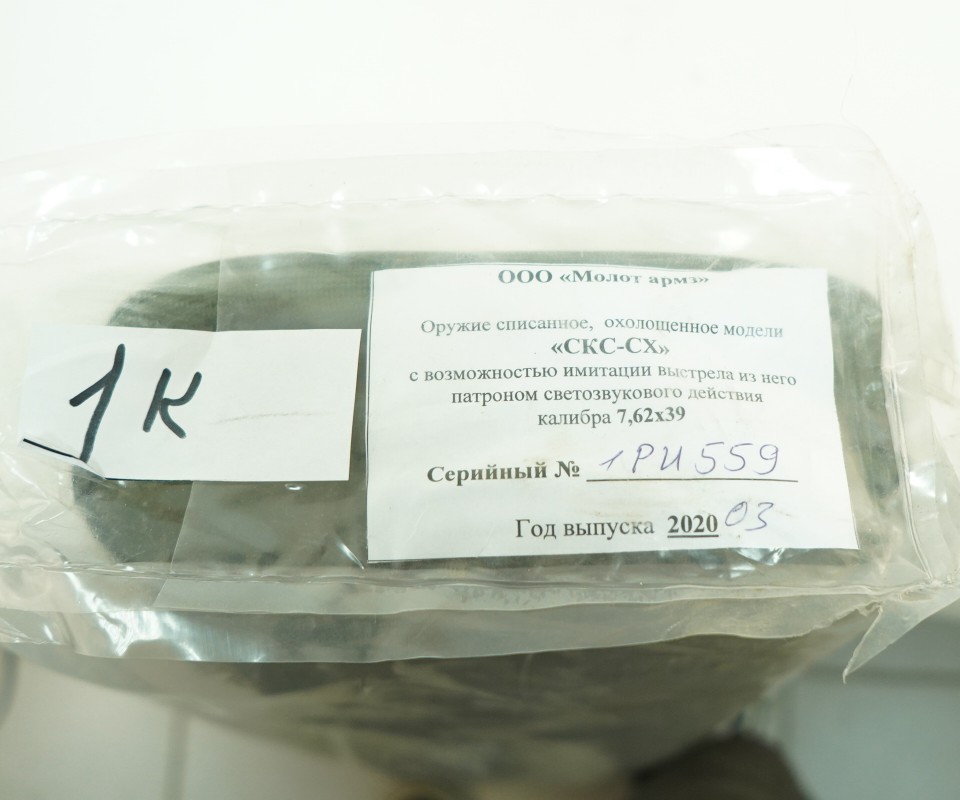 ООО «Молот армз»
Оружие списанное, охолощенное модели
«СКС-СХ»
с возможностью имитации выстрела из него
патроном светозвукового действия
калибра 7,62х39
Серийный № 1РИ559
Год выпуска 2020 03
1 К